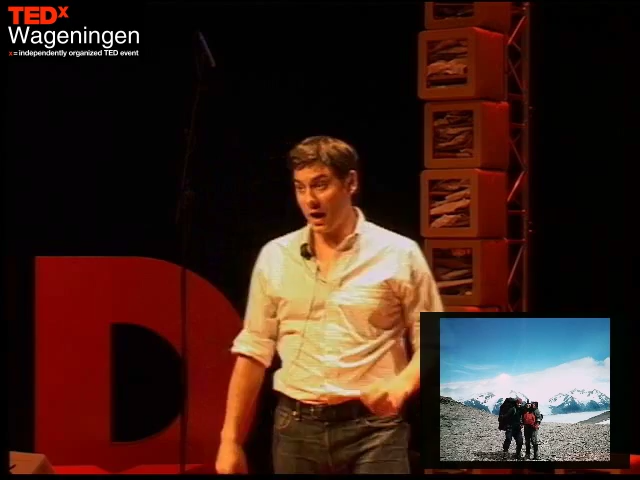 TEDx
Wageningen
x = independently organized TED event
D